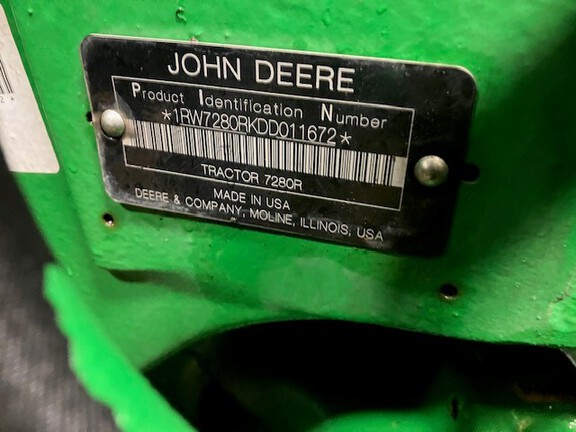 JOHN DEERE
Product Identification Number
*1RW7280RKDD011672*
TRACTOR 7280R
MADE IN USA
DEERE & COMPANY, MOLINE, ILLINOIS, USA